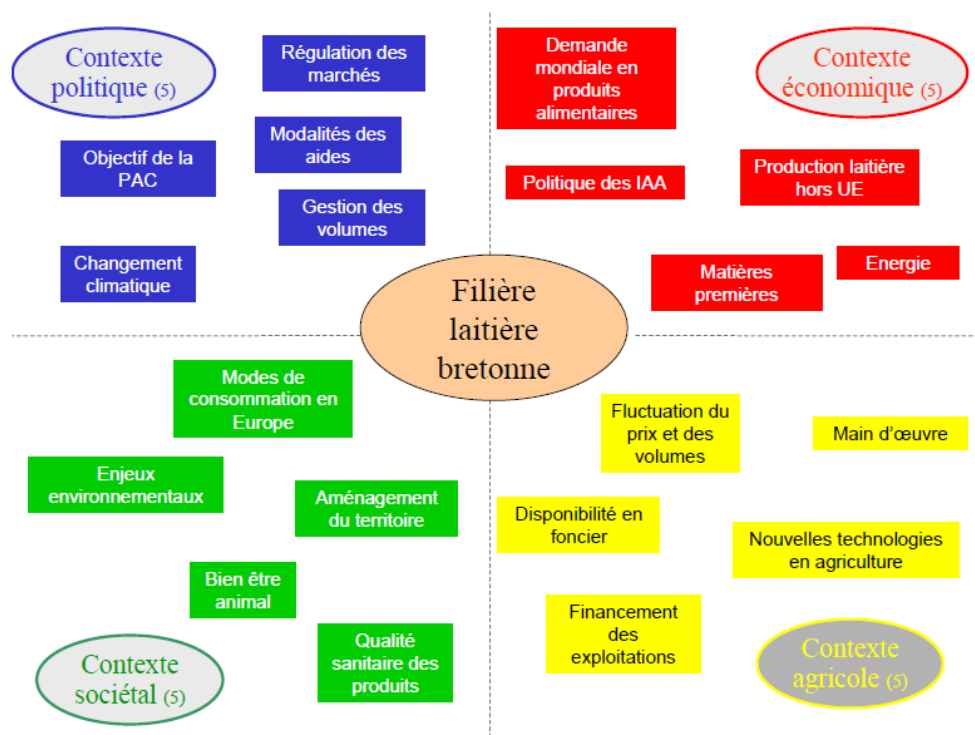 Contexte
politique (5)
Régulation des
marchés
Modalités des
aides
Objectif de la
PAC
Gestion des
volumes
Changement
climatique
Demande
mondiale en
produits
alimentaires
Contexte
économique (5)
Politique des IAA
Production laitière
hors UE
Energie
Matières
premières
Filière
laitière
bretonne
Modes de
consommation en
Europe
Enjeux
environnementaux
Aménagement
du territoire
Bien être
animal
Qualité
sanitaire des
produits
Contexte
sociétal (5)
Fluctuation du
prix et des
volumes
Main d'œuvre
Disponibilité en
foncier
Nouvelles technologies
en agriculture
Financement
des
exploitations
Contexte
agricole (5)